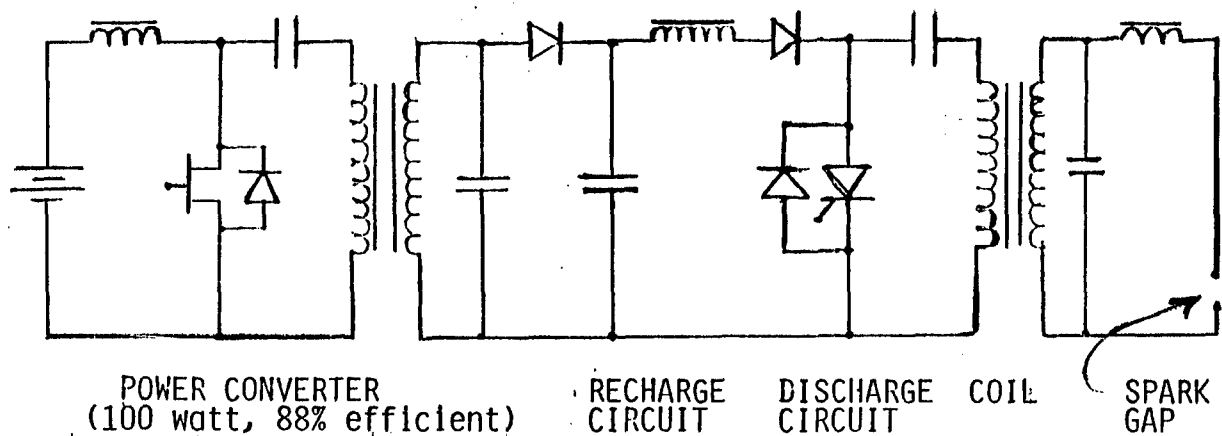 POWER CONVERTER
(100 watt, 88% efficient)
RECHARGE
CIRCUIT
DISCHARGE
CIRCUIT
COIL
SPARK
GAP